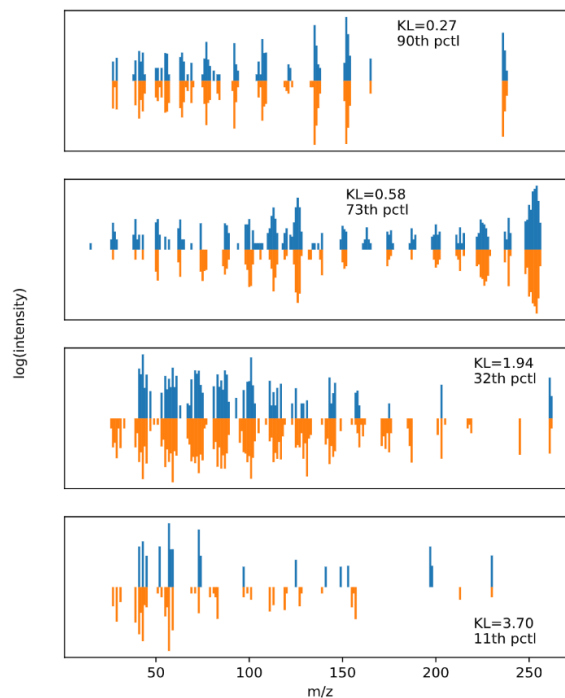 KL=0.27
90th pctl
KL=0.58
73th pctl
log(intensity)
KL=1.94
32th pctl
KL=3.70
11th pctl
50 100 150 200 250
m/z